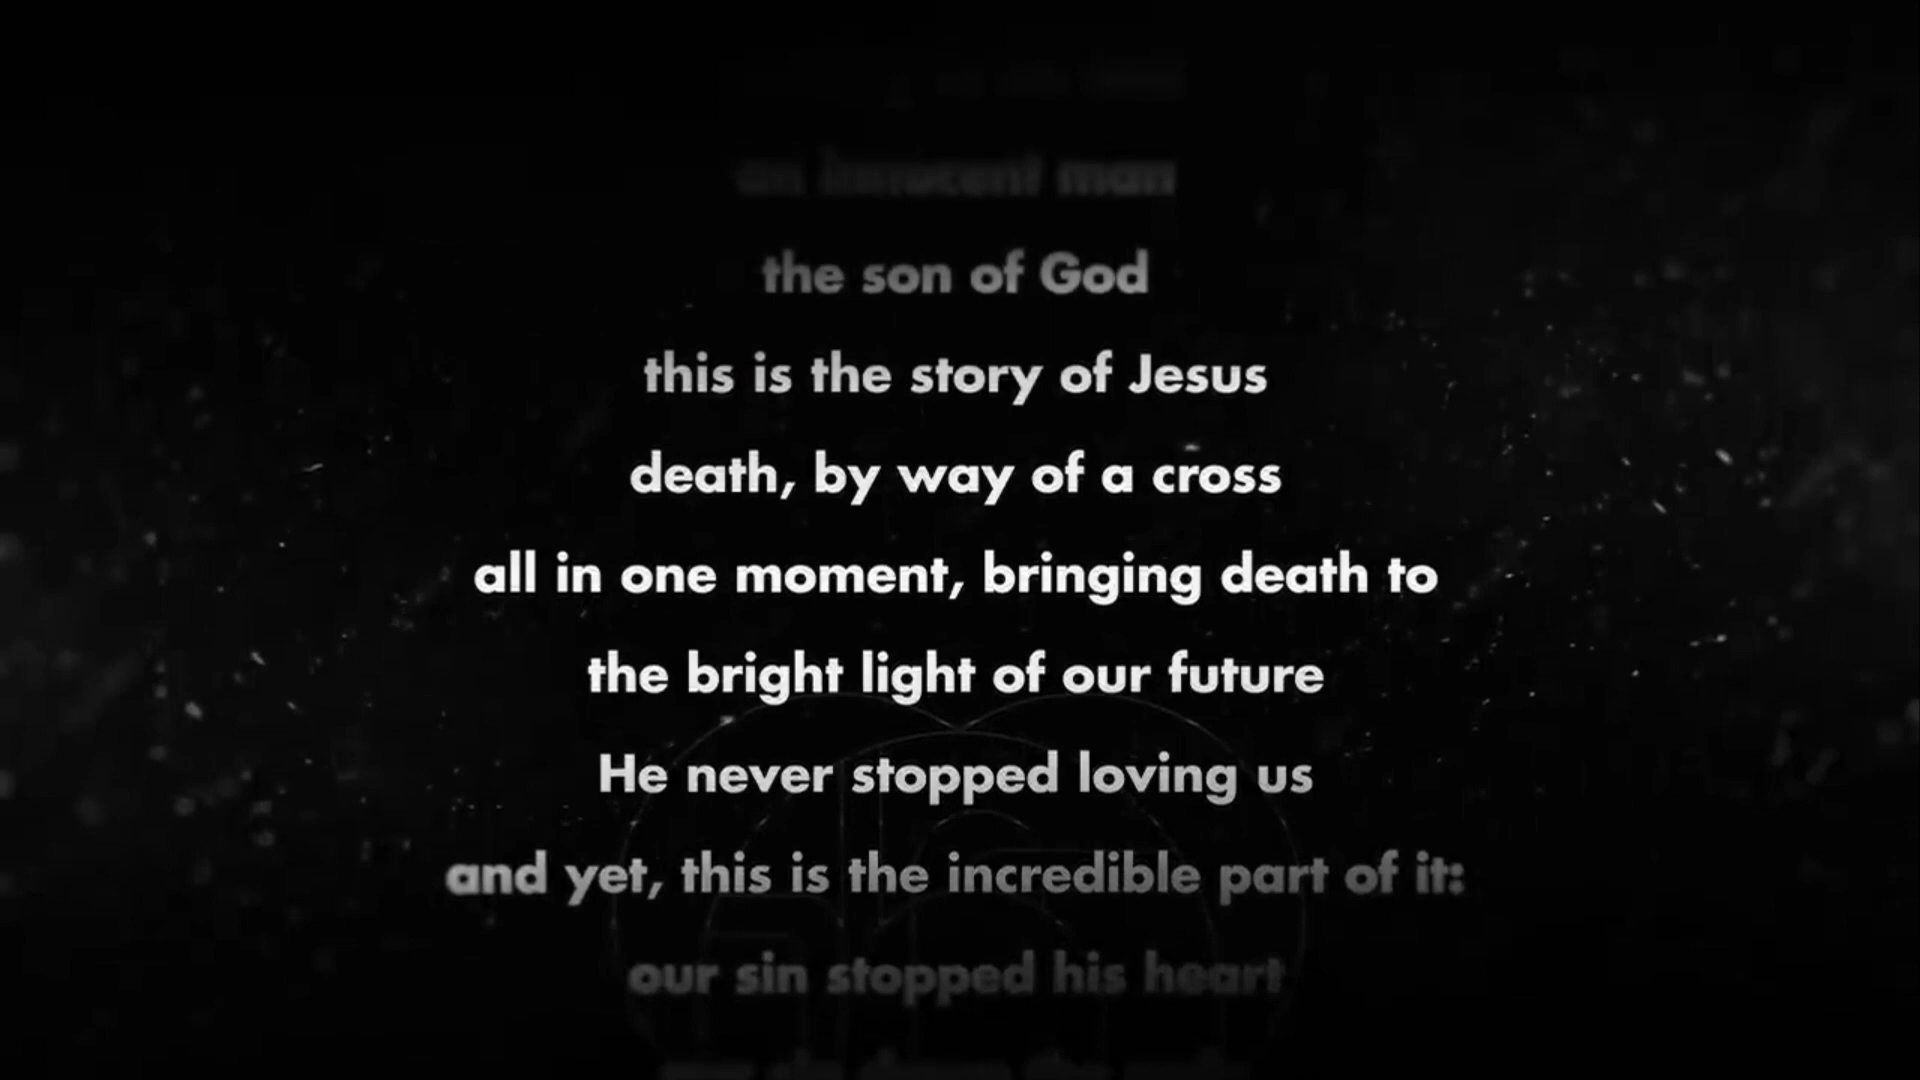 an innocent man
the son of God
this is the story of Jesus
death, by way of a cross
all in one moment, bringing death to
the bright light of our future
He never stopped loving us
and yet, this is the incredible part of it:
our sin stopped his heart